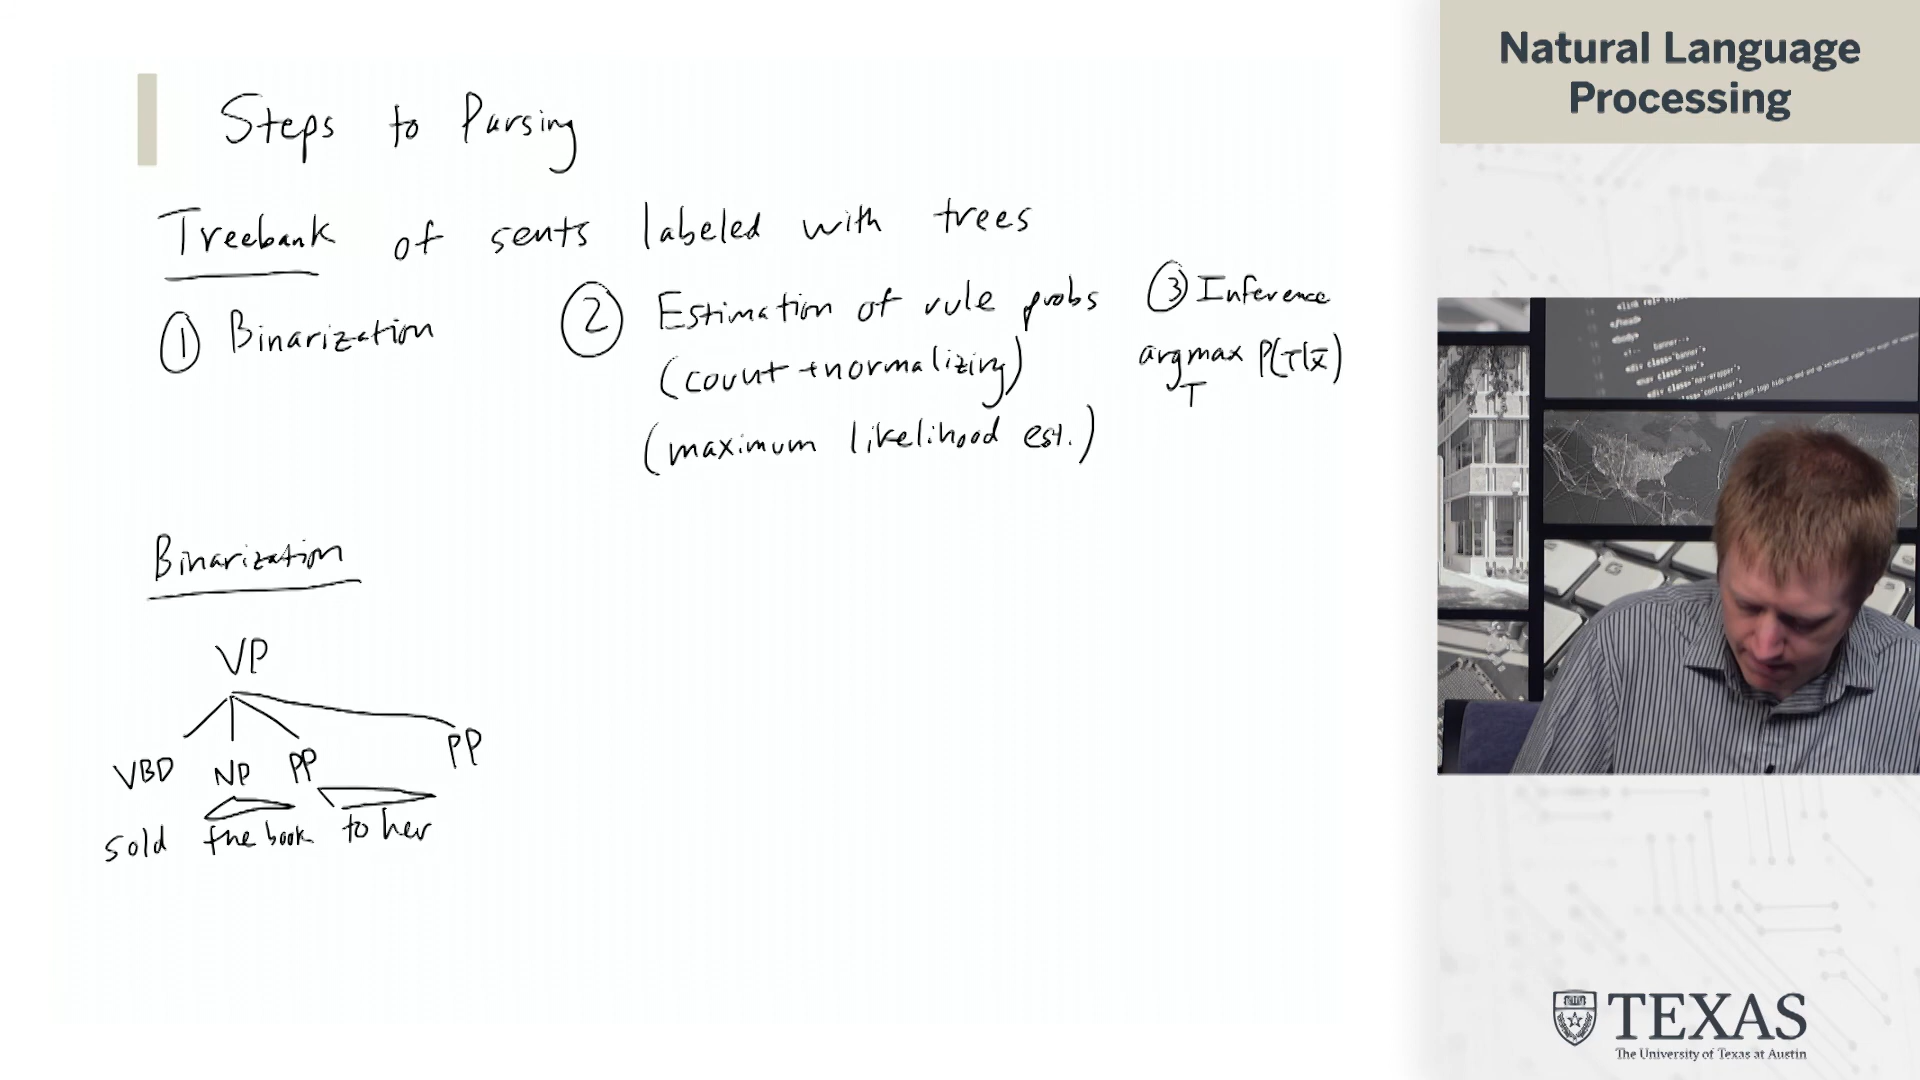 Natural Language
Processing
Steps to Parsing
Treebank of sents labeled with trees
① Binarization
② Estimation of rule probs
(count + normalizing)
(maximum likelihood est.)
③ Inference
argmax P(T|x̄)
T
Binarization
VP
VBD NP PP PP
sold the book to her
TEXAS
The University of Texas at Austin